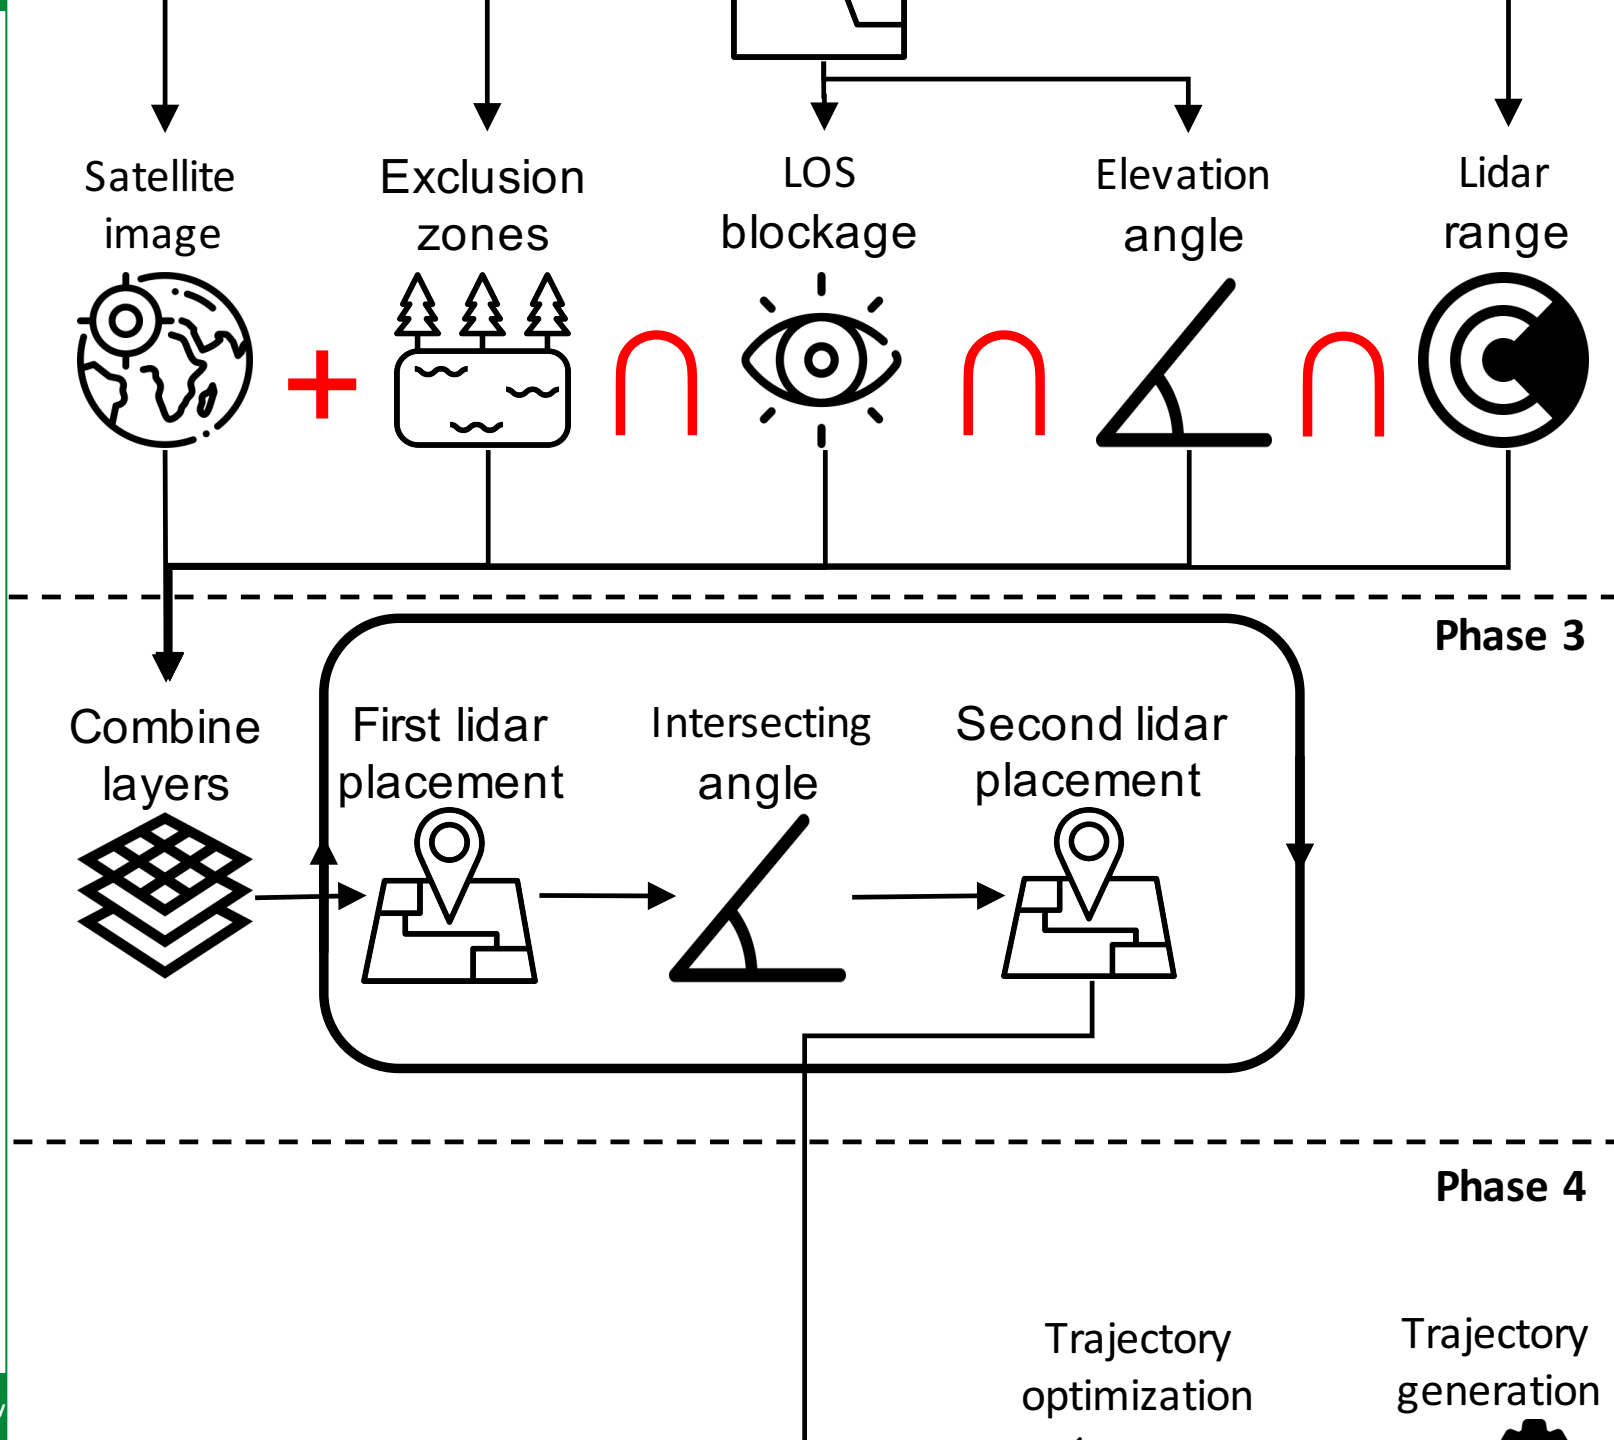 Satellite
image
Exclusion
zones
LOS
blockage
Elevation
angle
Lidar
range
Phase 3
Combine
layers
First lidar
placement
Intersecting
angle
Second lidar
placement
Phase 4
Trajectory
optimization
Trajectory
generation